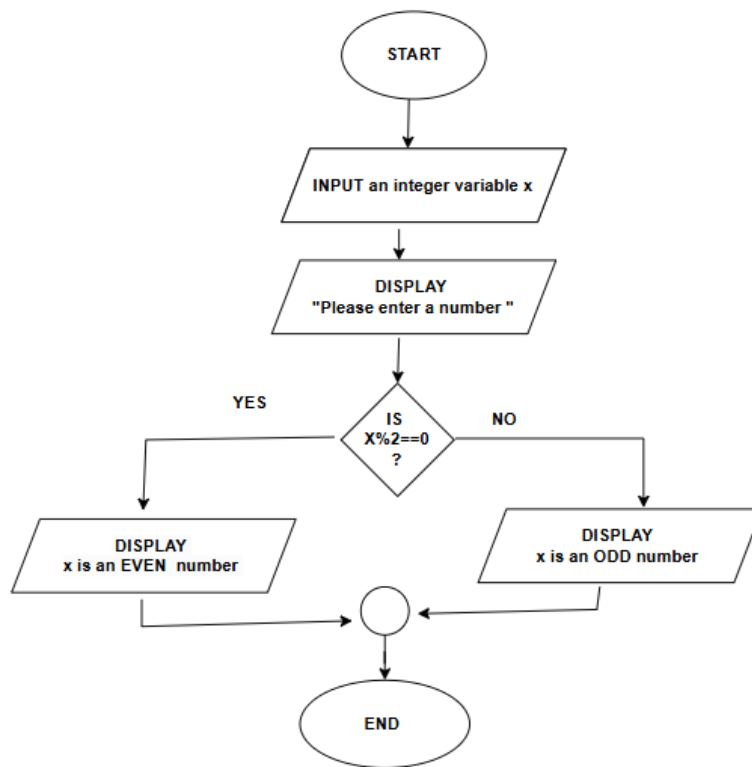 START
INPUT an integer variable x
DISPLAY
"Please enter a number "
YES
IS
X%2==0
?
NO
DISPLAY
x is an EVEN  number
DISPLAY
x is an ODD number
END